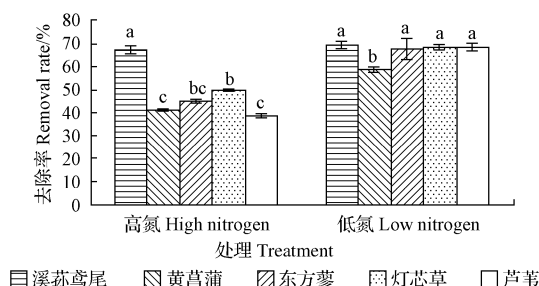 去除率 Removal rate/%
80
70
60
50
40
30
20
10
0
a
c
bc
b
c
a
b
a
a
a
高氮 High nitrogen
低氮 Low nitrogen
处理 Treatment
溪荪鸢尾 黄菖蒲 东方蓼 灯芯草 芦苇